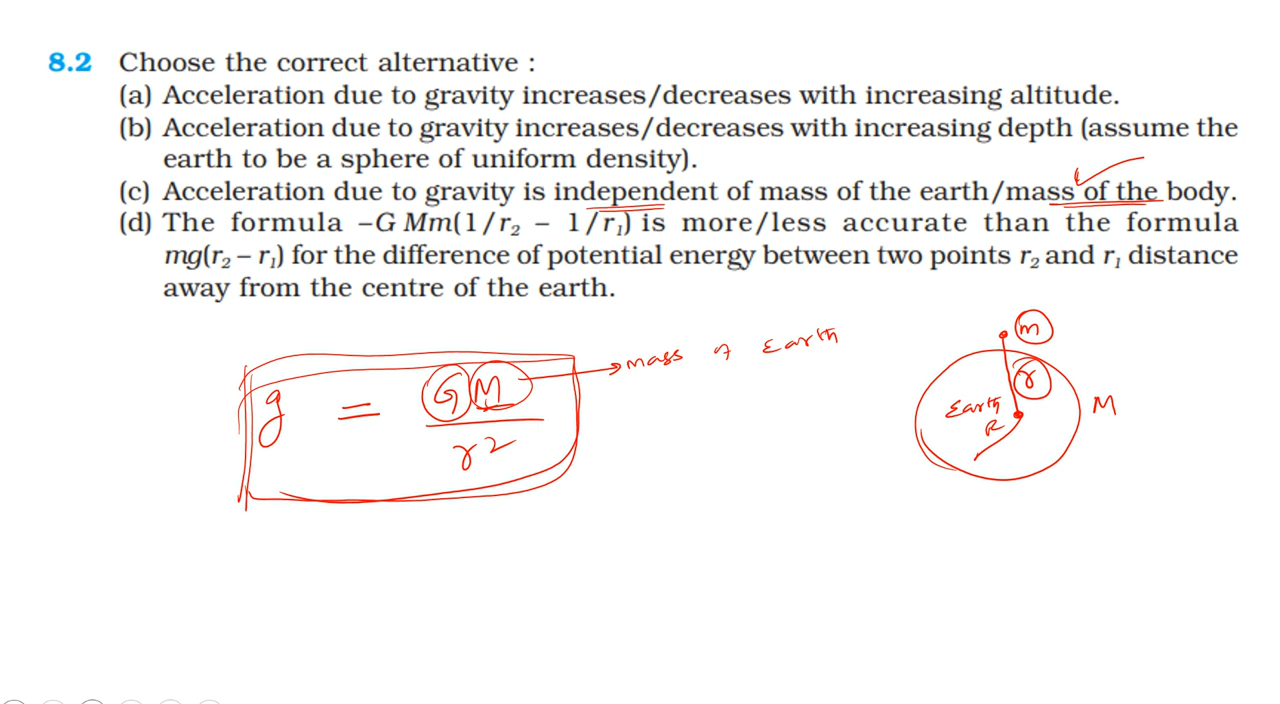 8.2 Choose the correct alternative :
(a) Acceleration due to gravity increases/decreases with increasing altitude.
(b) Acceleration due to gravity increases/decreases with increasing depth (assume the
earth to be a sphere of uniform density).
(c) Acceleration due to gravity is independent of mass of the earth/mass of the body.
(d) The formula –G Mm(1/r₂ – 1/r₁) is more/less accurate than the formula
mg(r₂ – r₁) for the difference of potential energy between two points r₂ and r₁ distance
away from the centre of the earth.
g = GM/r² → mass of Earth
m
r
Earth
R
M